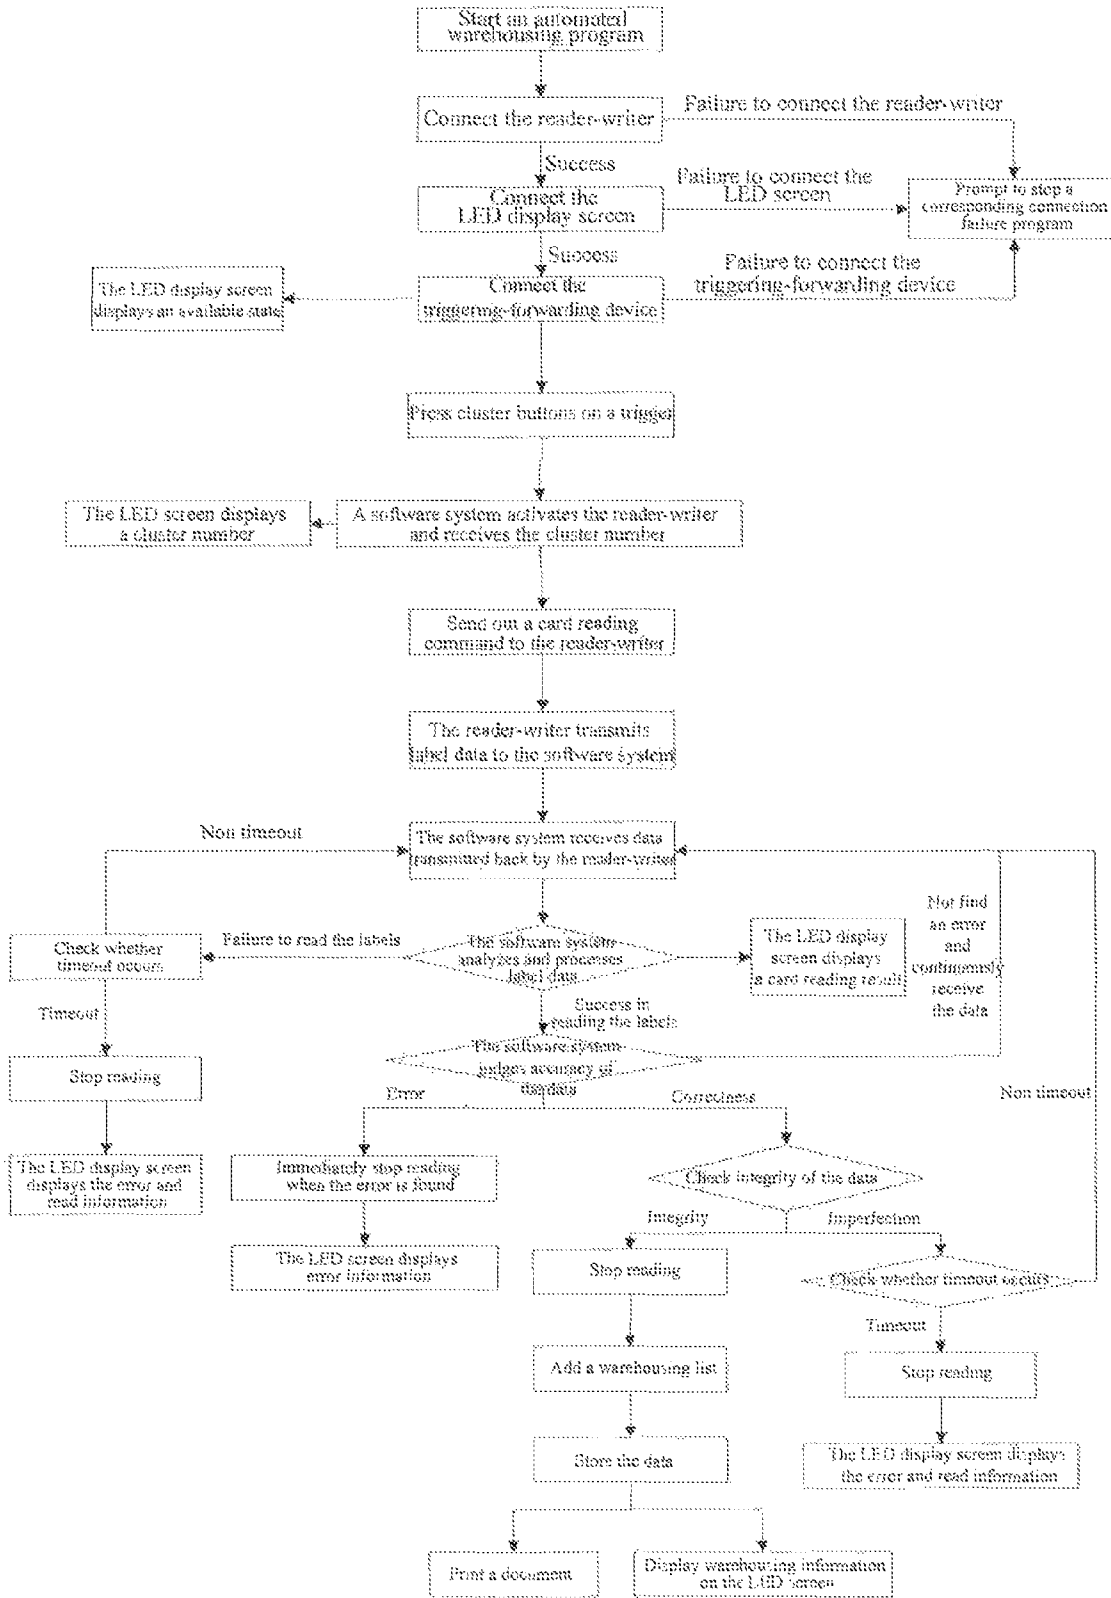 Start an automated
warehousing program
Connect the reader-writer
Failure to connect the reader-writer
Success
Connect the
LED display screen
Failure to connect the
LED screen
Prompt to stop a
corresponding connection
failure program
Success
The LED display screen
displays an available state
Connect the
triggering-forwarding device
Failure to connect the
triggering-forwarding device
Press cluster buttons on a trigger
The LED screen displays
a cluster number
A software system activates the reader-writer
and receives the cluster number
Send out a card reading
command to the reader-writer
The reader-writer transmits
label data to the software system
Non timeout
The software system receives data
transmitted back by the reader-writer
Check whether
timeout occurs
Failure to read the labels
The software system
analyzes and processes
label data
The LED display
screen displays
a card reading result
Not find
an error
and
continuously
receive
the data
Timeout
Success in
reading the labels
Stop reading
The software system
judges accuracy of
the data
Error
Correctness
Non timeout
The LED display screen
displays the error and
read information
Immediately stop reading
when the error is found
Check integrity of the data
Integrity
Imperfection
The LED screen displays
error information
Stop reading
Check whether timeout occurs
Timeout
Add a warehousing list
Stop reading
Store the data
The LED display screen displays
the error and read information
Print a document
Display warehouting information
on the LED screen